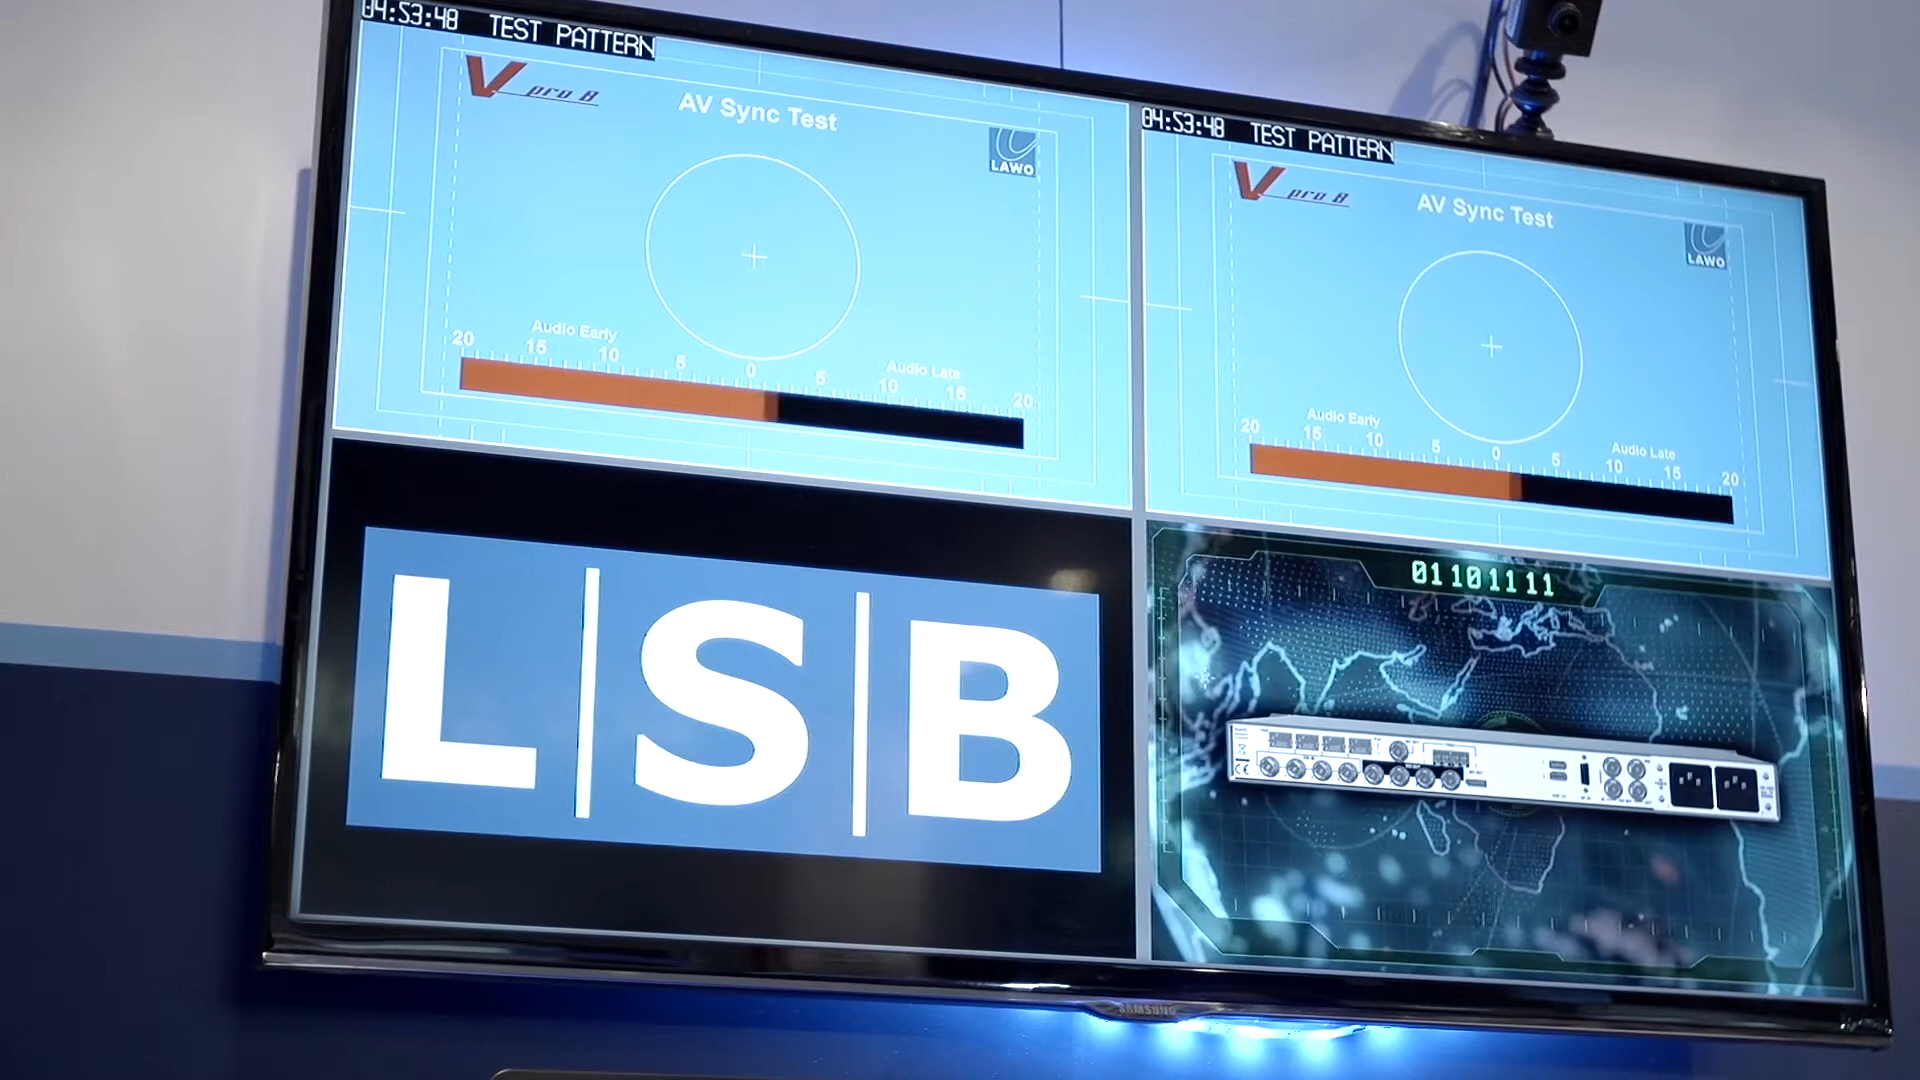 04:53:48 TEST PATTERN
V pro 8
AV Sync Test
LAWO
Audio Early
Audio Late
20 15 10 5 0 5 10 15 20
04:53:48 TEST PATTERN
V pro 8
AV Sync Test
LAWO
Audio Early
Audio Late
20 15 10 5 0 5 10 15 20
L|S|B
01101111
CE
SAMSUNG